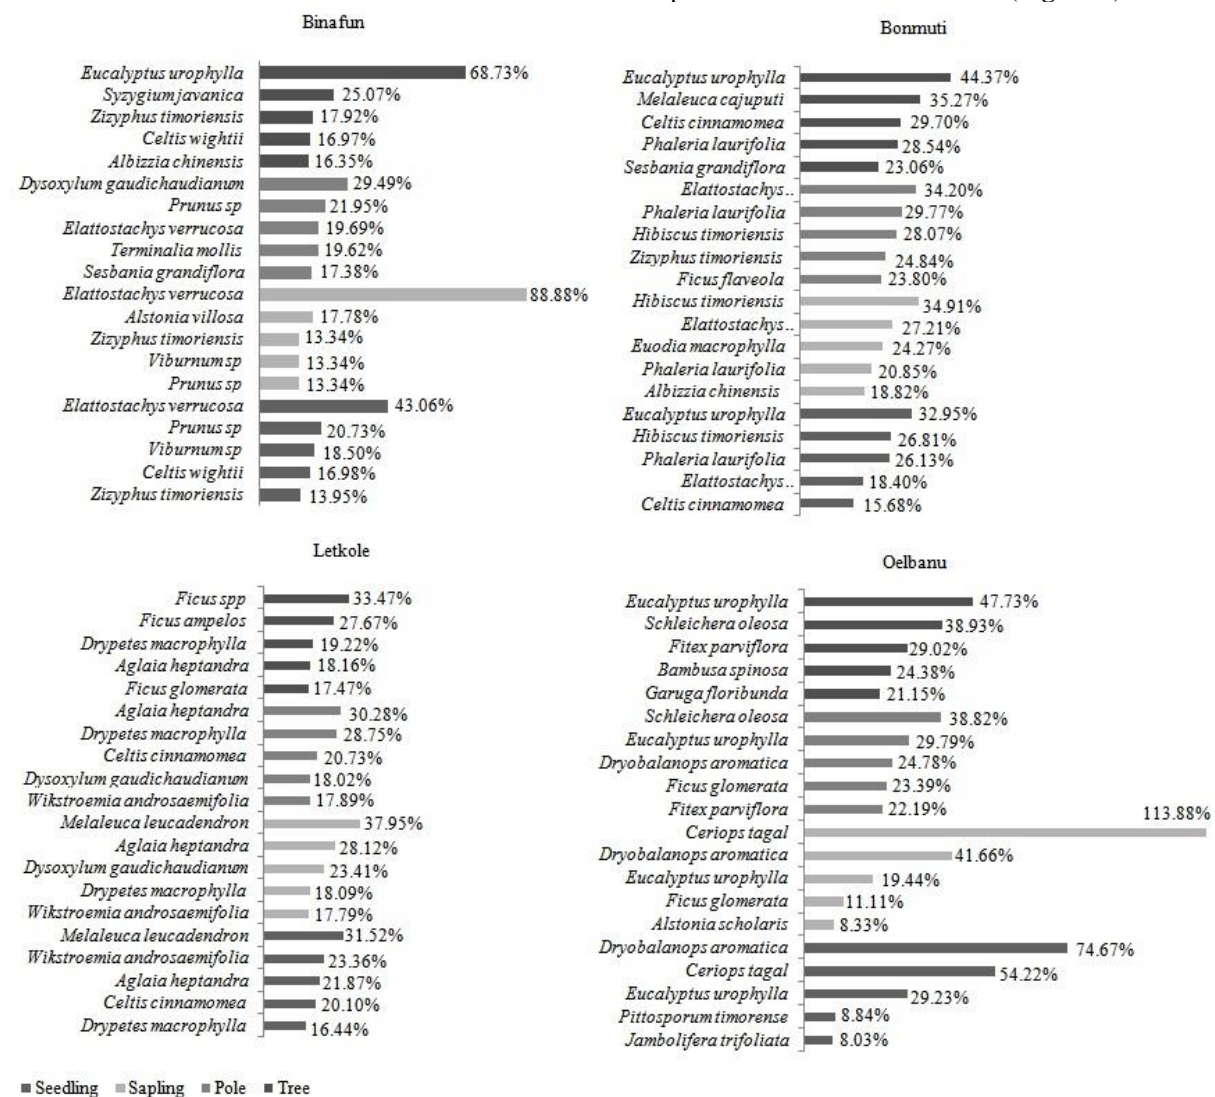 Binafun
Eucalyptus urophylla 68.73%
Syzygium javanica 25.07%
Zizyphus timoriensis 17.92%
Celtis wightii 16.97%
Albizzia chinensis 16.35%
Dysoxylum gaudichaudianum 29.49%
Prunus sp 21.95%
Elattostachys verrucosa 19.69%
Terminalia mollis 19.62%
Sesbania grandiflora 17.38%
Elattostachys verrucosa 88.88%
Alstonia villosa 17.78%
Zizyphus timoriensis 13.34%
Viburnum sp 13.34%
Prunus sp 13.34%
Elattostachys verrucosa 43.06%
Prunus sp 20.73%
Viburnum sp 18.50%
Celtis wightii 16.98%
Zizyphus timoriensis 13.95%
Bonmuti
Eucalyptus urophylla 44.37%
Melaleuca cajuputi 35.27%
Celtis cinnamomea 29.70%
Phaleria laurifolia 28.54%
Sesbania grandiflora 23.06%
Elattostachys.. 34.20%
Phaleria laurifolia 29.77%
Hibiscus timoriensis 28.07%
Zizyphus timoriensis 24.84%
Ficus flaveola 23.80%
Hibiscus timoriensis 34.91%
Elattostachys.. 27.21%
Euodia macrophylla 24.27%
Phaleria laurifolia 20.85%
Albizzia chinensis 18.82%
Eucalyptus urophylla 32.95%
Hibiscus timoriensis 26.81%
Phaleria laurifolia 26.13%
Elattostachys.. 18.40%
Celtis cinnamomea 15.68%
Letkole
Ficus spp 33.47%
Ficus ampelos 27.67%
Drypetes macrophylla 19.22%
Aglaia heptandra 18.16%
Ficus glomerata 17.47%
Aglaia heptandra 30.28%
Drypetes macrophylla 28.75%
Celtis cinnamomea 20.73%
Dysoxylum gaudichaudianum 18.02%
Wikstroemia androsaemifolia 17.89%
Melaleuca leucadendron 37.95%
Aglaia heptandra 28.12%
Dysoxylum gaudichaudianum 23.41%
Drypetes macrophylla 18.09%
Wikstroemia androsaemifolia 17.79%
Melaleuca leucadendron 31.52%
Wikstroemia androsaemifolia 23.36%
Aglaia heptandra 21.87%
Celtis cinnamomea 20.10%
Drypetes macrophylla 16.44%
Oelbanu
Eucalyptus urophylla 47.73%
Schleichera oleosa 38.93%
Fitex parviflora 29.02%
Bambusa spinosa 24.38%
Garuga floribunda 21.15%
Schleichera oleosa 38.82%
Eucalyptus urophylla 29.79%
Dryobalanops aromatica 24.78%
Ficus glomerata 23.39%
Fitex parviflora 22.19%
Ceriops tagal 113.88%
Dryobalanops aromatica 41.66%
Eucalyptus urophylla 19.44%
Ficus glomerata 11.11%
Alstonia scholaris 8.33%
Dryobalanops aromatica 74.67%
Ceriops tagal 54.22%
Eucalyptus urophylla 29.23%
Pittosporum timorense 8.84%
Jambolifera trifoliata 8.03%
Seedling Sapling Pole Tree